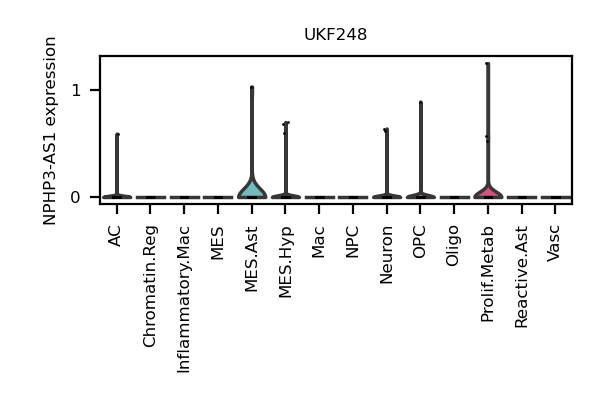 UKF248
NPHP3-AS1 expression
1
0
AC
Chromatin.Reg
Inflammatory.Mac
MES
MES.Ast
MES.Hyp
Mac
NPC
Neuron
OPC
Oligo
Prolif.Metab
Reactive.Ast
Vasc